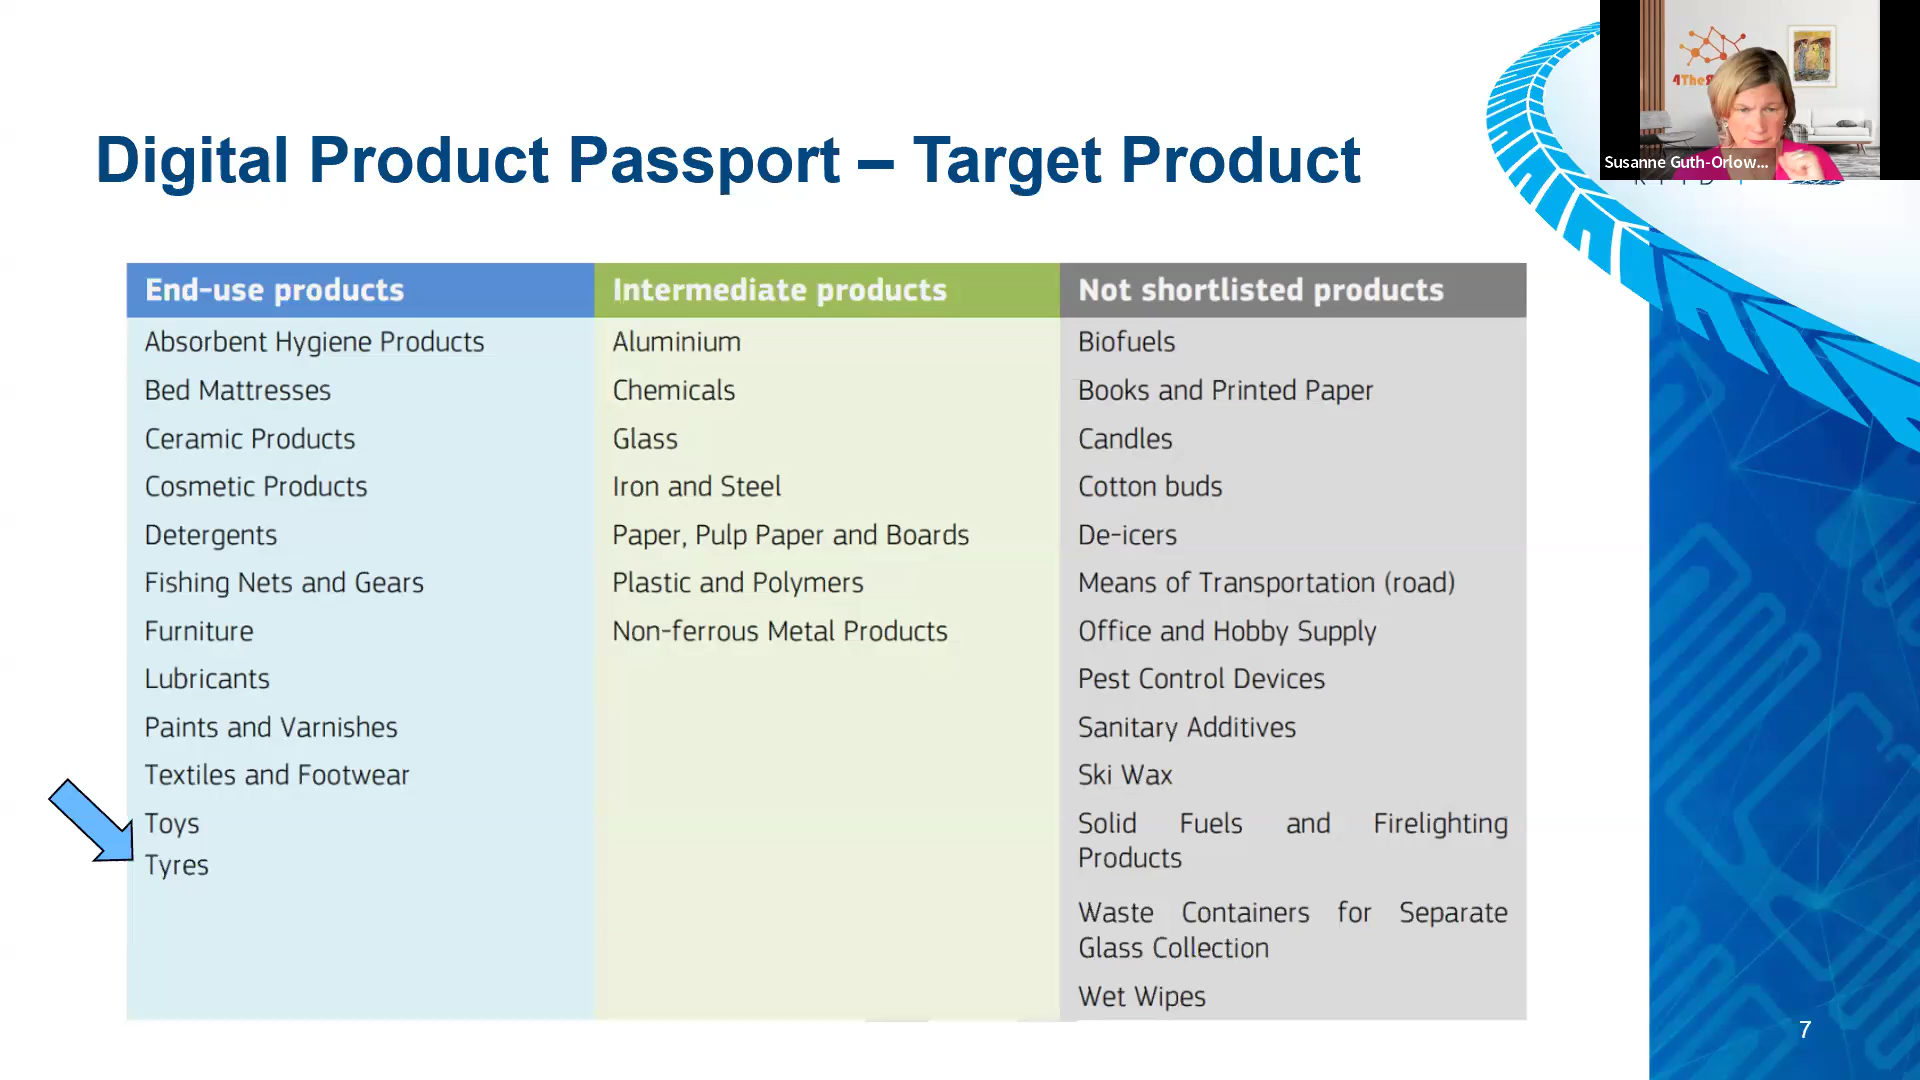 Digital Product Passport – Target Product
Susanne Guth-Orlow...
End-use products
Absorbent Hygiene Products
Bed Mattresses
Ceramic Products
Cosmetic Products
Detergents
Fishing Nets and Gears
Furniture
Lubricants
Paints and Varnishes
Textiles and Footwear
Toys
Tyres
Intermediate products
Aluminium
Chemicals
Glass
Iron and Steel
Paper, Pulp Paper and Boards
Plastic and Polymers
Non-ferrous Metal Products
Not shortlisted products
Biofuels
Books and Printed Paper
Candles
Cotton buds
De-icers
Means of Transportation (road)
Office and Hobby Supply
Pest Control Devices
Sanitary Additives
Ski Wax
Solid Fuels and Firelighting
Products
Waste Containers for Separate
Glass Collection
Wet Wipes
7